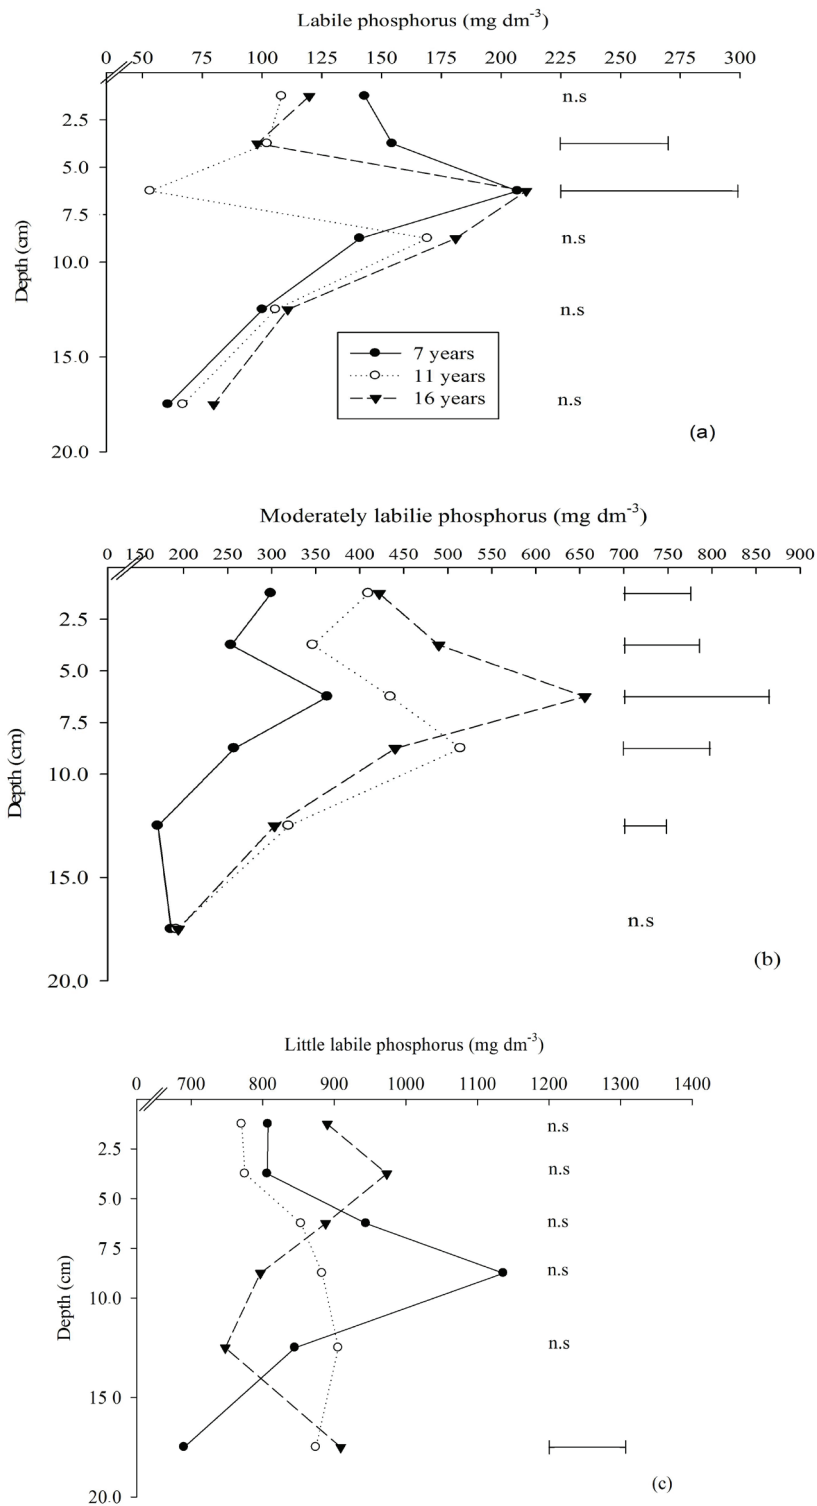 Labile phosphorus (mg dm-3)
0 50 75 100 125 150 175 200 225 250 275 300
0
n.s
2.5
5.0
7.5
n.s
10.0
n.s
7 years
15.0
11 years
16 years
n.s
(a)
20.0
Depth (cm)
Moderately labilie phosphorus (mg dm-3)
0 150 200 250 300 350 400 450 500 550 600 650 700 750 800 900
0
2.5
5.0
7.5
10.0
15.0
n.s
(b)
20,0
Depth (cm)
Little labile phosphorus (mg dm-3)
0 700 800 900 1000 1100 1200 1300 1400
n.s
2.5
n.s
5 0
n.s
7 5
n.s
10.0
n.s
15 0
(c)
20 0
Depth (cm)